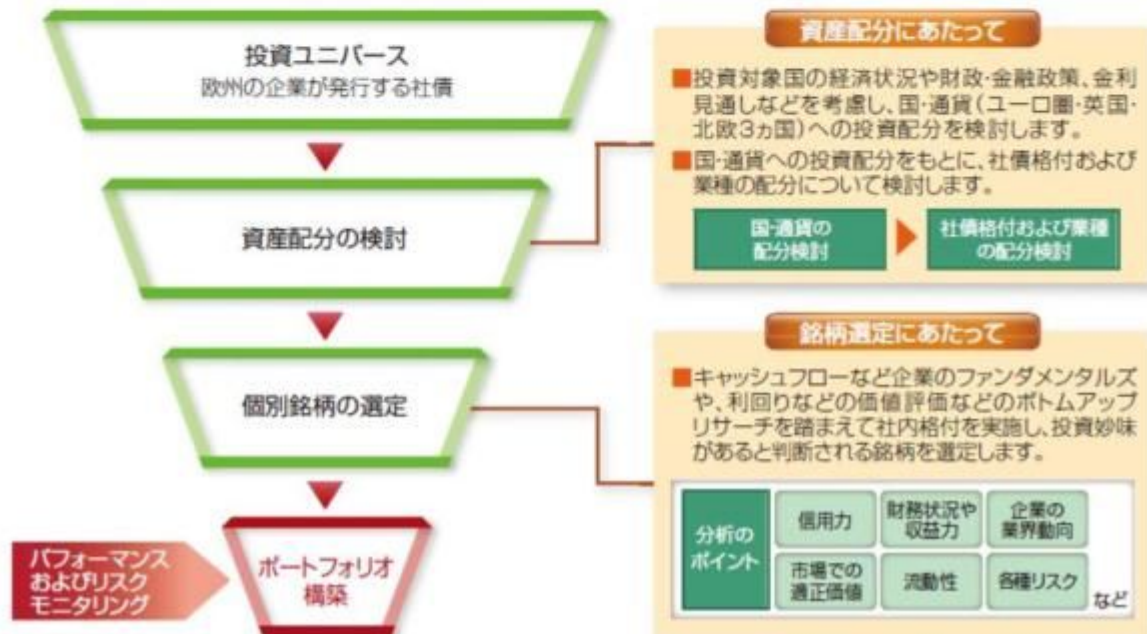 投資ユニバース
欧州の企業が発行する社債
資産配分の検討
個別銘柄の選定
パフォーマンス
およびリスク
モニタリング
ポートフォリオ
構築
資産配分にあたって
■投資対象国の経済状況や財政・金融政策、金利
見通しなどを考慮し、国・通貨(ユーロ圏・英国・
北欧3ヵ国)への投資配分を検討します。
■国・通貨への投資配分をもとに、社債格付および
業種の配分について検討します。
国・通貨の
配分検討
社債格付および業種
の配分検討
銘柄選定にあたって
■キャッシュフローなど企業のファンダメンタルズ
や、利回りなどの価値評価などのボトムアップ
リサーチを踏まえて社内格付を実施し、投資妙味
があると判断される銘柄を選定します。
分析の
ポイント
信用力
財務状況や
収益力
企業の
業界動向
市場での
適正価値
流動性
各種リスク
など